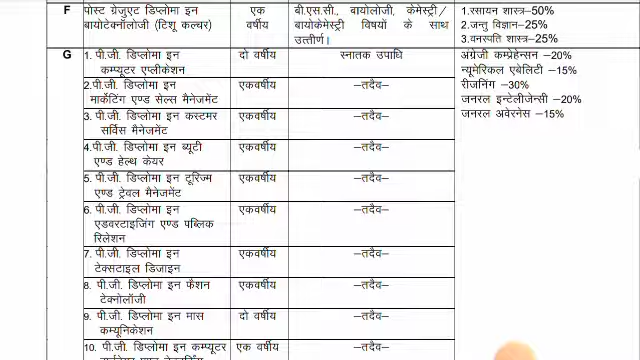 F पोस्ट ग्रेजुएट डिप्लोमा इन एक बी.एस.सी., बायोलॉजी, केमेस्ट्री/ 1.रसायन शास्त्र–50%
बायोटेक्नॉलॉजी (टिशू कल्चर) वर्षीय बायोकेमेस्ट्री विषयों के साथ 2.जन्तु विज्ञान–25%
उत्तीर्ण। 3.वनस्पति शास्त्र–25%
G 1. पी.जी. डिप्लोमा इन दो वर्षीय स्नातक उपाधि अंग्रेजी कम्प्रेहेन्सन –20%
कम्प्यूटर एप्लीकेशन न्यूमेरिकल एबेलिटी –15%
2.पी.जी. डिप्लोमा इन एकवर्षीय –तदैव– रीजनिंग –30%
मार्केटिंग एण्ड सेल्स मैनेजमेंट जनरल इन्टेलीजेन्सी –20%
3. पी.जी. डिप्लोमा इन कस्टमर एकवर्षीय –तदैव– जनरल अवेरनेस –15%
सर्विस मैनेजमेंट
4.पी.जी. डिप्लोमा इन ब्यूटी एकवर्षीय –तदैव–
एण्ड हेल्थ केयर
5. पी.जी. डिप्लोमा इन टूरिज्म एकवर्षीय –तदैव–
एण्ड ट्रेवल मैनेजमेंट
6. पी.जी. डिप्लोमा इन एकवर्षीय –तदैव–
एडवरटाइजिंग एण्ड पब्लिक
रिलेशन
7. पी.जी. डिप्लोमा इन एकवर्षीय –तदैव–
टेक्सटाइल डिजाइन
8. पी.जी. डिप्लोमा इन फैशन एकवर्षीय –तदैव–
टेक्नोलॉजी
9. पी.जी. डिप्लोमा इन मास दो वर्षीय –तदैव–
कम्यूनिकेशन
10. पी.जी. डिप्लोमा इन कम्प्यूटर एक वर्षीय –तदैव–